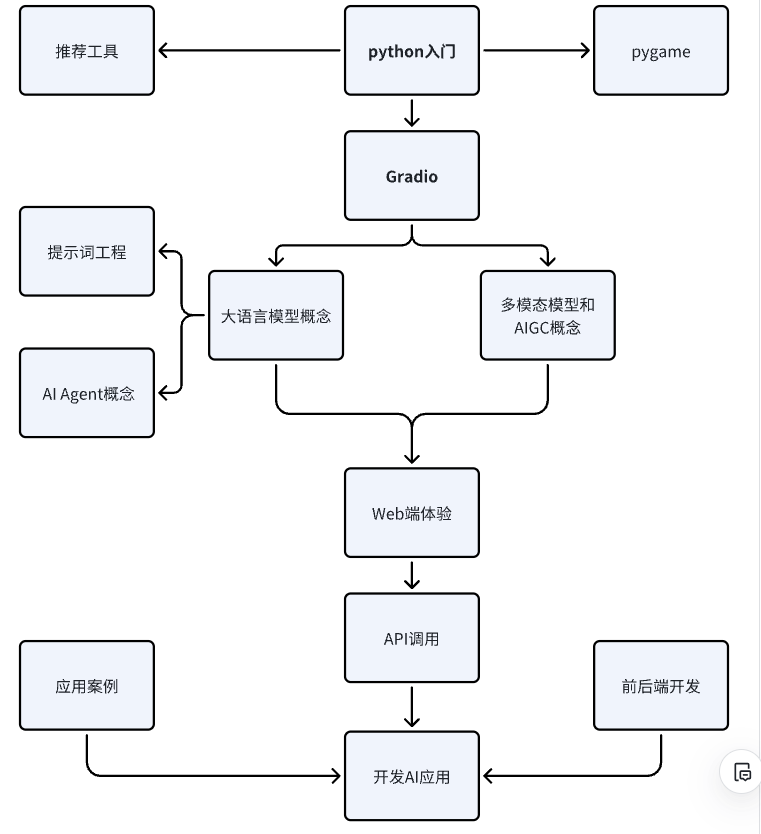 推荐工具
python入门
pygame
Gradio
提示词工程
大语言模型概念
多模态模型和
AIGC概念
AI Agent概念
Web端体验
API调用
应用案例
前后端开发
开发AI应用